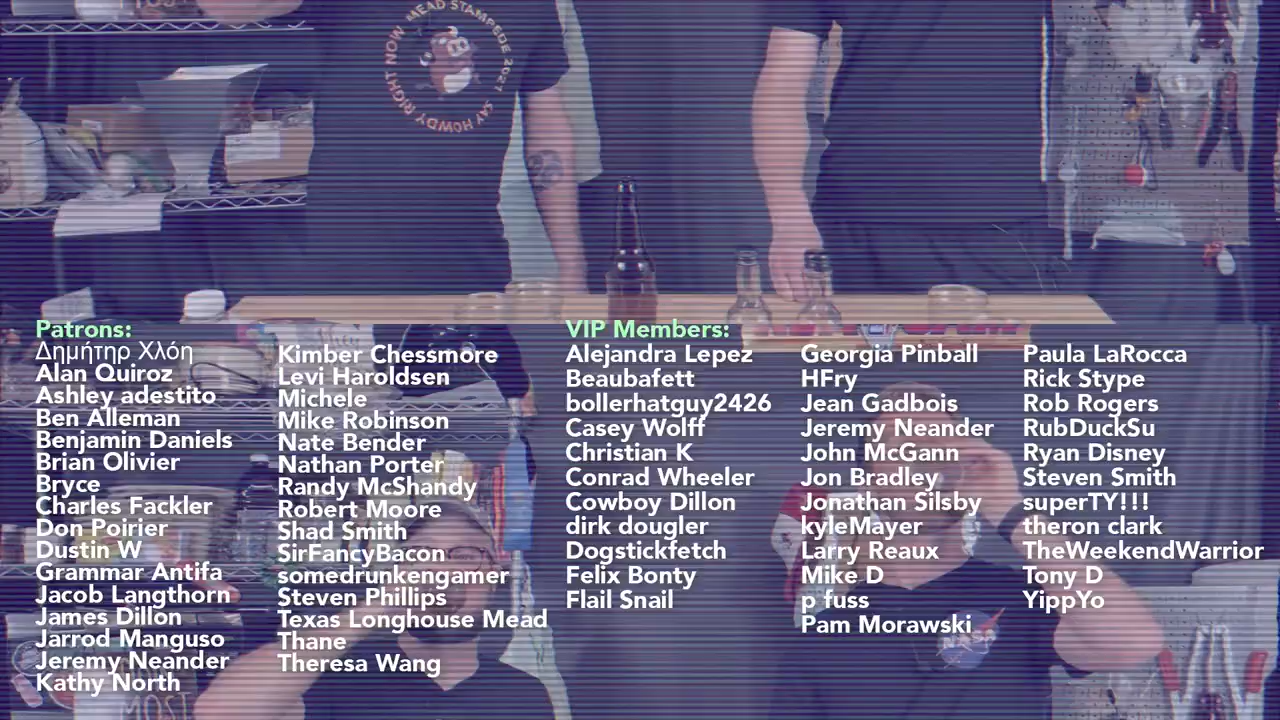 MEAD STAMPEDE 2021
SAY HOWDY RIGHT NOW
Patrons:
Δημήτηρ Χλόη
Alan Quiroz
Ashley adestito
Ben Alleman
Benjamin Daniels
Brian Olivier
Bryce
Charles Fackler
Don Poirier
Dustin W
Grammar Antifa
Jacob Langthorn
James Dillon
Jarrod Manguso
Jeremy Neander
Kathy North
Kimber Chessmore
Levi Haroldsen
Michele
Mike Robinson
Nate Bender
Nathan Porter
Randy McShandy
Robert Moore
Shad Smith
SirFancyBacon
somedrunkengamer
Steven Phillips
Texas Longhouse Mead
Thane
Theresa Wang
VIP Members:
Alejandra Lepez
Beaubafett
bollerhatguy2426
Casey Wolff
Christian K
Conrad Wheeler
Cowboy Dillon
dirk dougler
Dogstickfetch
Felix Bonty
Flail Snail
Georgia Pinball
HFry
Jean Gadbois
Jeremy Neander
John McGann
Jon Bradley
Jonathan Silsby
kyleMayer
Larry Reaux
Mike D
p fuss
Pam Morawski
Paula LaRocca
Rick Stype
Rob Rogers
RubDuckSu
Ryan Disney
Steven Smith
superTY!!!
theron clark
TheWeekendWarrior
Tony D
YippYo
MOST